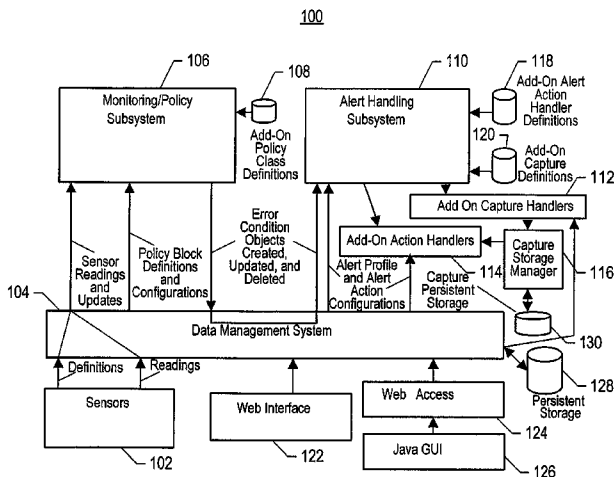 100
106
108
110
118
Monitoring/Policy
Subsystem
Add-On
Policy
Class
Definitions
Alert Handling
Subsystem
Add-On Alert
Action
Handler
Definitions
120
Add-On
Capture
Definitions
112
Add On Capture Handlers
Sensor
Readings
and
Updates
Policy Block
Definitions
and
Configurations
Error
Condition
Objects
Created,
Updated, and
Deleted
Add-On Action Handlers
114
Capture
Storage
Manager
116
Alert Profile
and Alert
Action
Configurations
Capture
Persistent
Storage
104
Data Management System
130
Definitions
Readings
128
Persistent
Storage
Sensors
102
Web Interface
122
Web Access
124
Java GUI
126